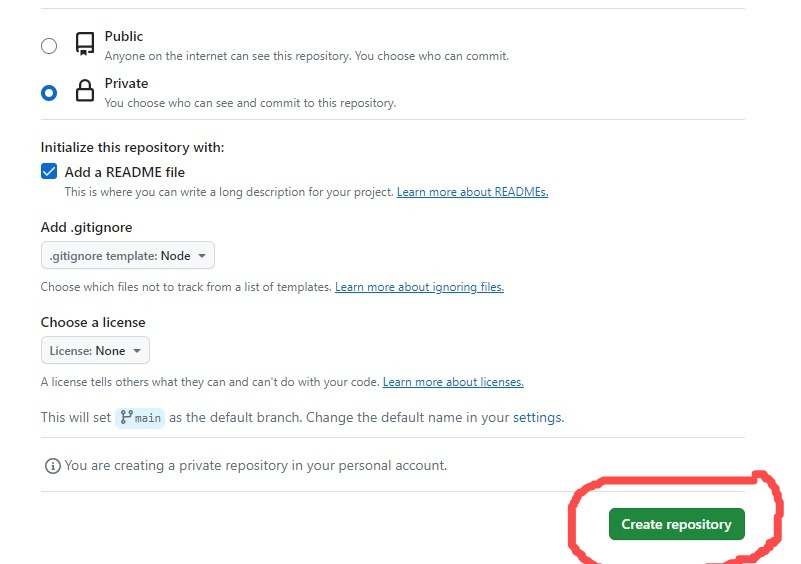 Public
Anyone on the internet can see this repository. You choose who can commit.
Private
You choose who can see and commit to this repository.
Initialize this repository with:
Add a README file
This is where you can write a long description for your project. Learn more about READMEs.
Add .gitignore
.gitignore template: Node
Choose which files not to track from a list of templates. Learn more about ignoring files.
Choose a license
License: None
A license tells others what they can and can't do with your code. Learn more about licenses.
This will set main as the default branch. Change the default name in your settings.
You are creating a private repository in your personal account.
Create repository